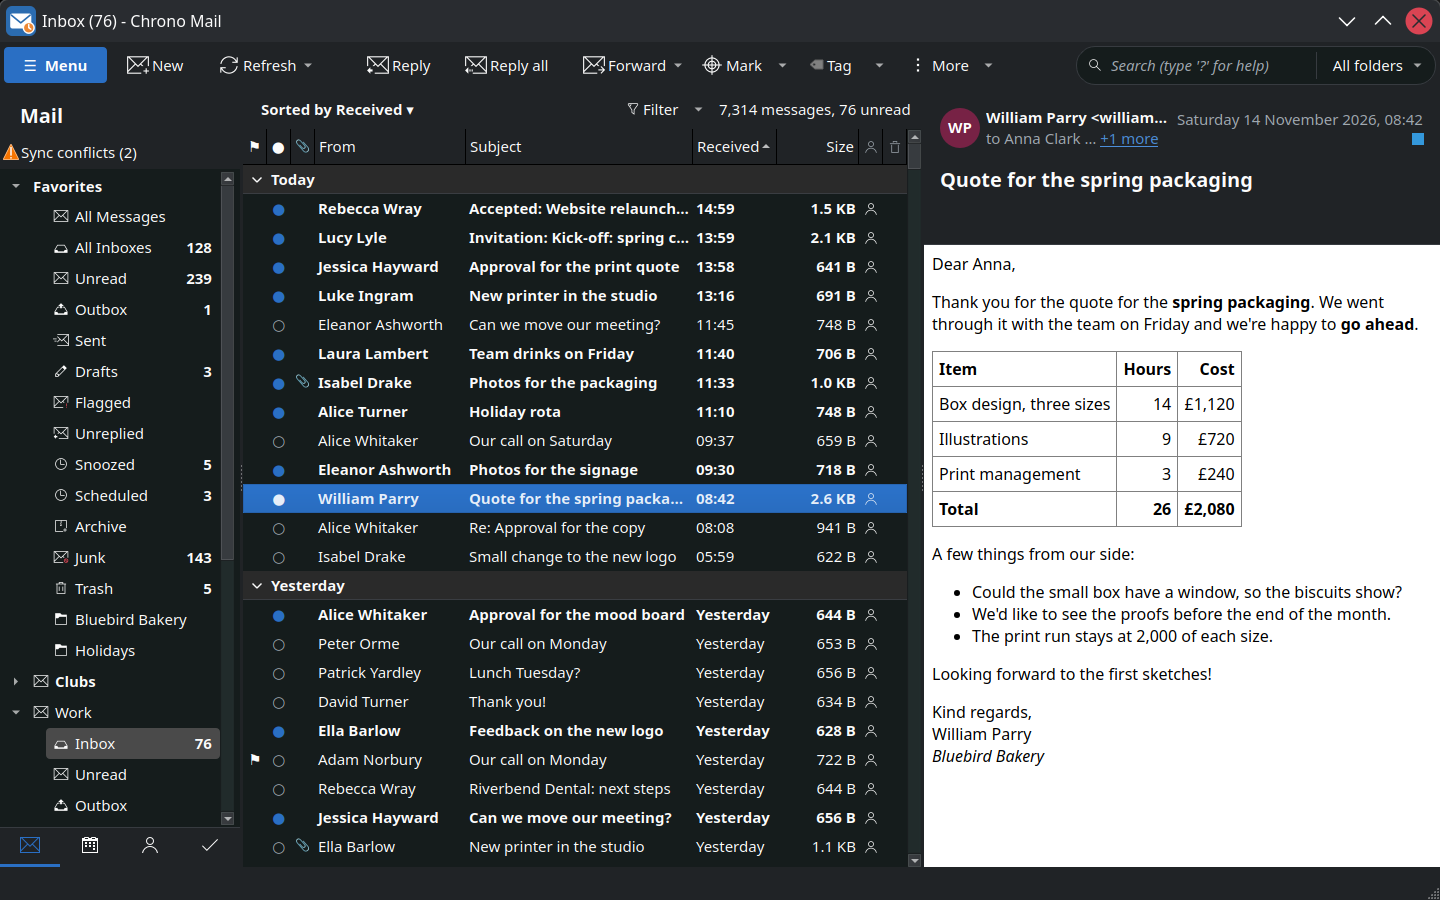 Inbox (76) - Chrono Mail
Menu
New
Refresh
Reply
Reply all
Forward
Mark
Tag
More
Search (type '?' for help)
All folders
Mail
Sync conflicts (2)
Favorites
All Messages
All Inboxes 128
Unread 239
Outbox 1
Sent
Drafts 3
Flagged
Unreplied
Snoozed 5
Scheduled 3
Archive
Junk 143
Trash 5
Bluebird Bakery
Holidays
Clubs
Work
Inbox 76
Unread
Outbox
Sorted by Received
Filter
7,314 messages, 76 unread
From Subject Received Size
Today
Rebecca Wray Accepted: Website relaunch... 14:59 1.5 KB
Lucy Lyle Invitation: Kick-off: spring c... 13:59 2.1 KB
Jessica Hayward Approval for the print quote 13:58 641 B
Luke Ingram New printer in the studio 13:16 691 B
Eleanor Ashworth Can we move our meeting? 11:45 748 B
Laura Lambert Team drinks on Friday 11:40 706 B
Isabel Drake Photos for the packaging 11:33 1.0 KB
Alice Turner Holiday rota 11:10 748 B
Alice Whitaker Our call on Saturday 09:37 659 B
Eleanor Ashworth Photos for the signage 09:30 718 B
William Parry Quote for the spring packa... 08:42 2.6 KB
Alice Whitaker Re: Approval for the copy 08:08 941 B
Isabel Drake Small change to the new logo 05:59 622 B
Yesterday
Alice Whitaker Approval for the mood board Yesterday 644 B
Peter Orme Our call on Monday Yesterday 653 B
Patrick Yardley Lunch Tuesday? Yesterday 656 B
David Turner Thank you! Yesterday 634 B
Ella Barlow Feedback on the new logo Yesterday 628 B
Adam Norbury Our call on Monday Yesterday 722 B
Rebecca Wray Riverbend Dental: next steps Yesterday 644 B
Jessica Hayward Can we move our meeting? Yesterday 656 B
Ella Barlow New printer in the studio Yesterday 1.1 KB
WP
William Parry <william... Saturday 14 November 2026, 08:42
to Anna Clark ... +1 more
Quote for the spring packaging
Dear Anna,
Thank you for the quote for the spring packaging. We went
through it with the team on Friday and we're happy to go ahead.
Item Hours Cost
Box design, three sizes 14 £1,120
Illustrations 9 £720
Print management 3 £240
Total 26 £2,080
A few things from our side:
• Could the small box have a window, so the biscuits show?
• We'd like to see the proofs before the end of the month.
• The print run stays at 2,000 of each size.
Looking forward to the first sketches!
Kind regards,
William Parry
Bluebird Bakery